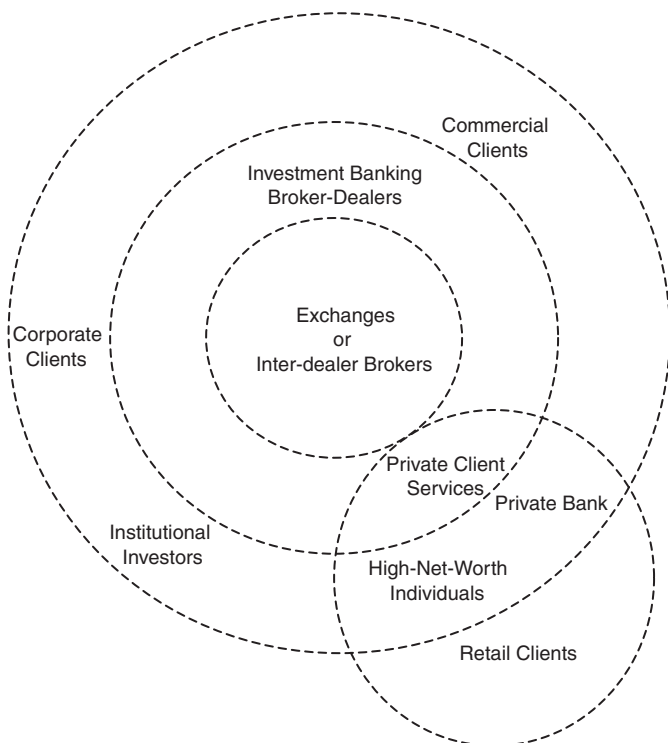 Commercial
Clients
Investment Banking
Broker-Dealers
Exchanges
or
Inter-dealer Brokers
Corporate
Clients
Private Client
Services
Private Bank
Institutional
Investors
High-Net-Worth
Individuals
Retail Clients